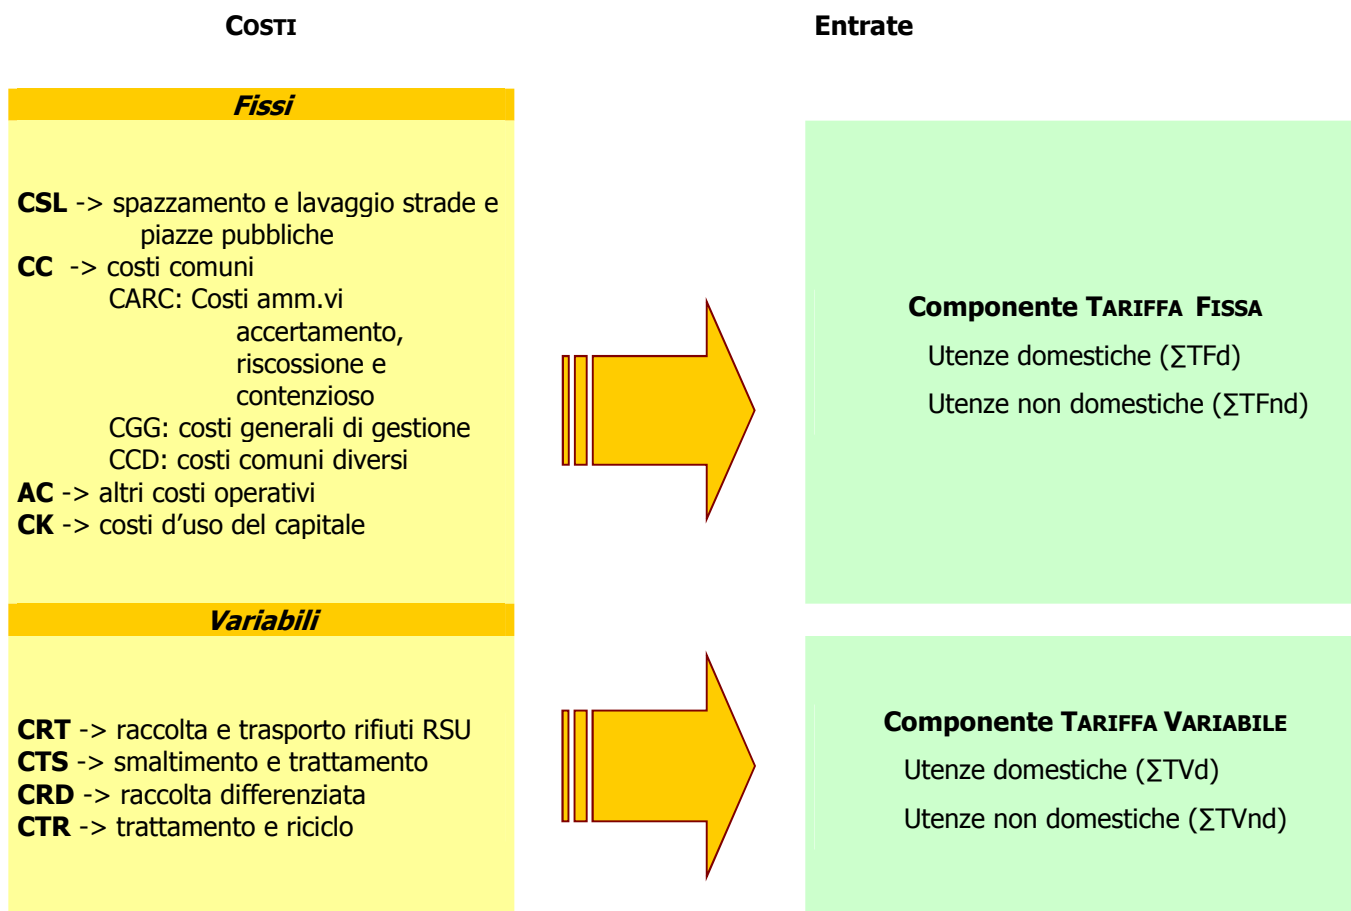 COSTI
Entrate
Fissi
CSL -> spazzamento e lavaggio strade e
piazze pubbliche
CC -> costi comuni
CARC: Costi amm.vi
accertamento,
riscossione e
contenzioso
CGG: costi generali di gestione
CCD: costi comuni diversi
AC -> altri costi operativi
CK -> costi d’uso del capitale
Componente TARIFFA FISSA
Utenze domestiche (∑TFd)
Utenze non domestiche (∑TFnd)
Variabili
CRT -> raccolta e trasporto rifiuti RSU
CTS -> smaltimento e trattamento
CRD -> raccolta differenziata
CTR -> trattamento e riciclo
Componente TARIFFA VARIABILE
Utenze domestiche (∑TVd)
Utenze non domestiche (∑TVnd)